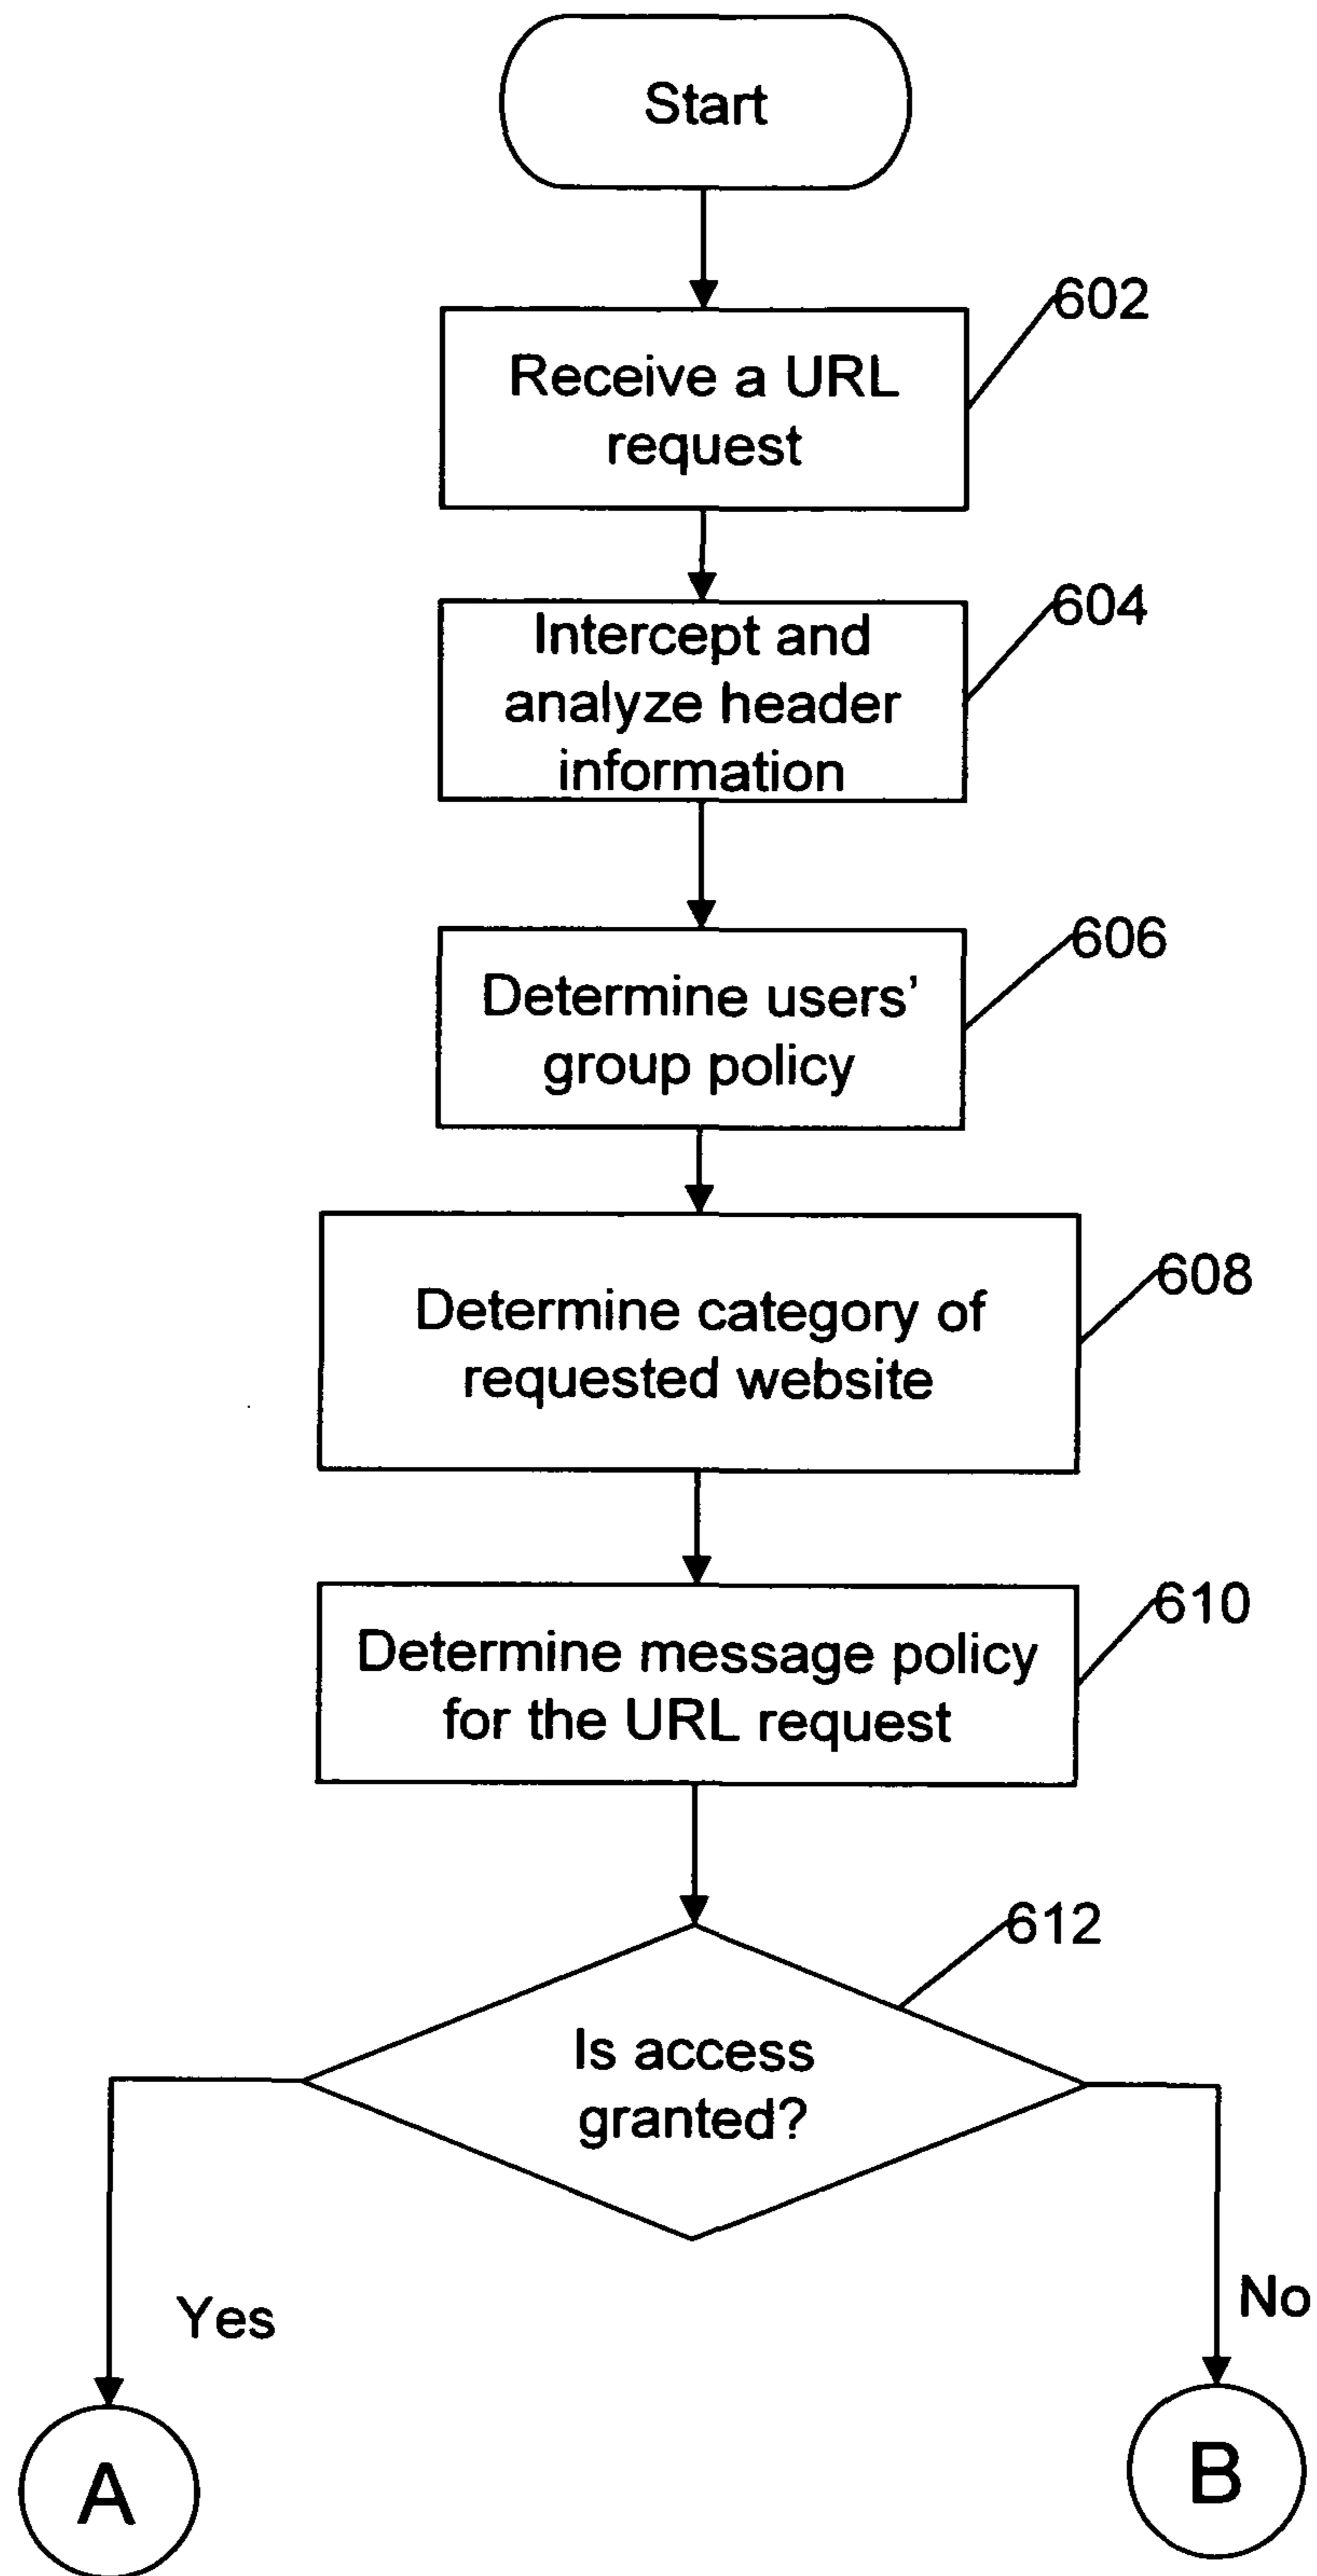 Start
602
Receive a URL
request
604
Intercept and
analyze header
information
606
Determine users’
group policy
608
Determine category of
requested website
610
Determine message policy
for the URL request
612
Is access
granted?
Yes
No
A
B